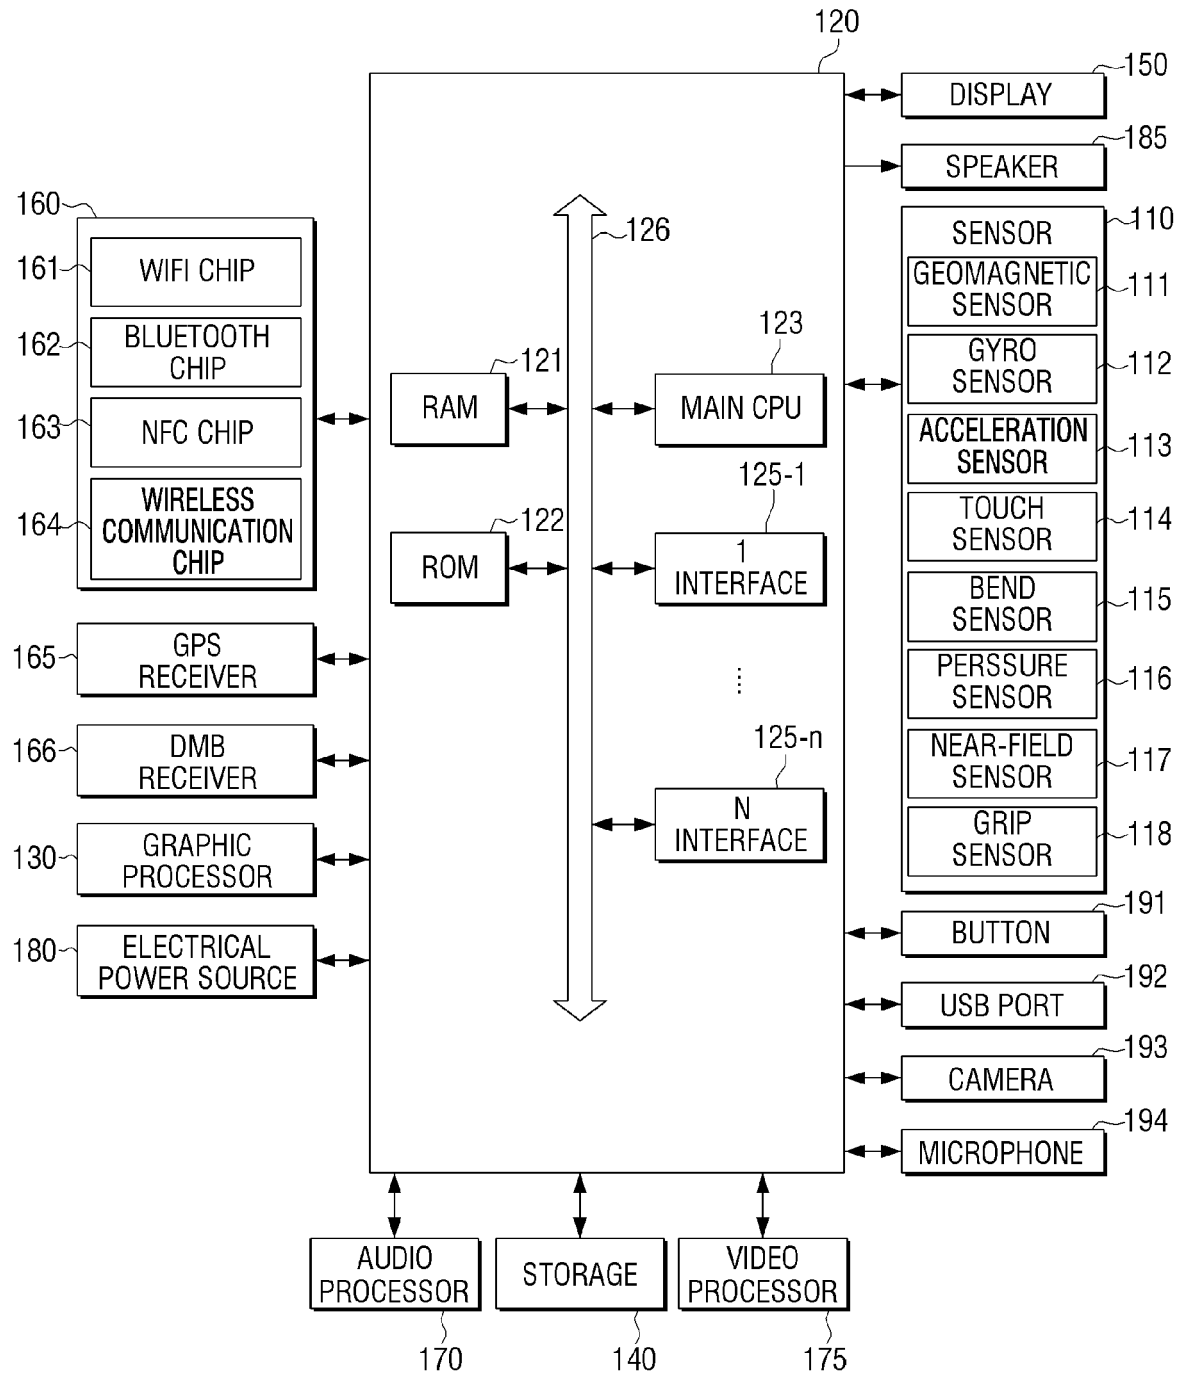 120
160
161
WIFI CHIP
162
BLUETOOTH
CHIP
163
NFC CHIP
164
WIRELESS
COMMUNICATION
CHIP
165
GPS
RECEIVER
166
DMB
RECEIVER
130
GRAPHIC
PROCESSOR
180
ELECTRICAL
POWER SOURCE
126
121
RAM
122
ROM
123
MAIN CPU
125-1
1
INTERFACE
125-n
N
INTERFACE
150
DISPLAY
185
SPEAKER
110
SENSOR
GEOMAGNETIC
SENSOR
111
GYRO
SENSOR
112
ACCELERATION
SENSOR
113
TOUCH
SENSOR
114
BEND
SENSOR
115
PERSSURE
SENSOR
116
NEAR-FIELD
SENSOR
117
GRIP
SENSOR
118
191
BUTTON
192
USB PORT
193
CAMERA
194
MICROPHONE
AUDIO
PROCESSOR
170
STORAGE
140
VIDEO
PROCESSOR
175